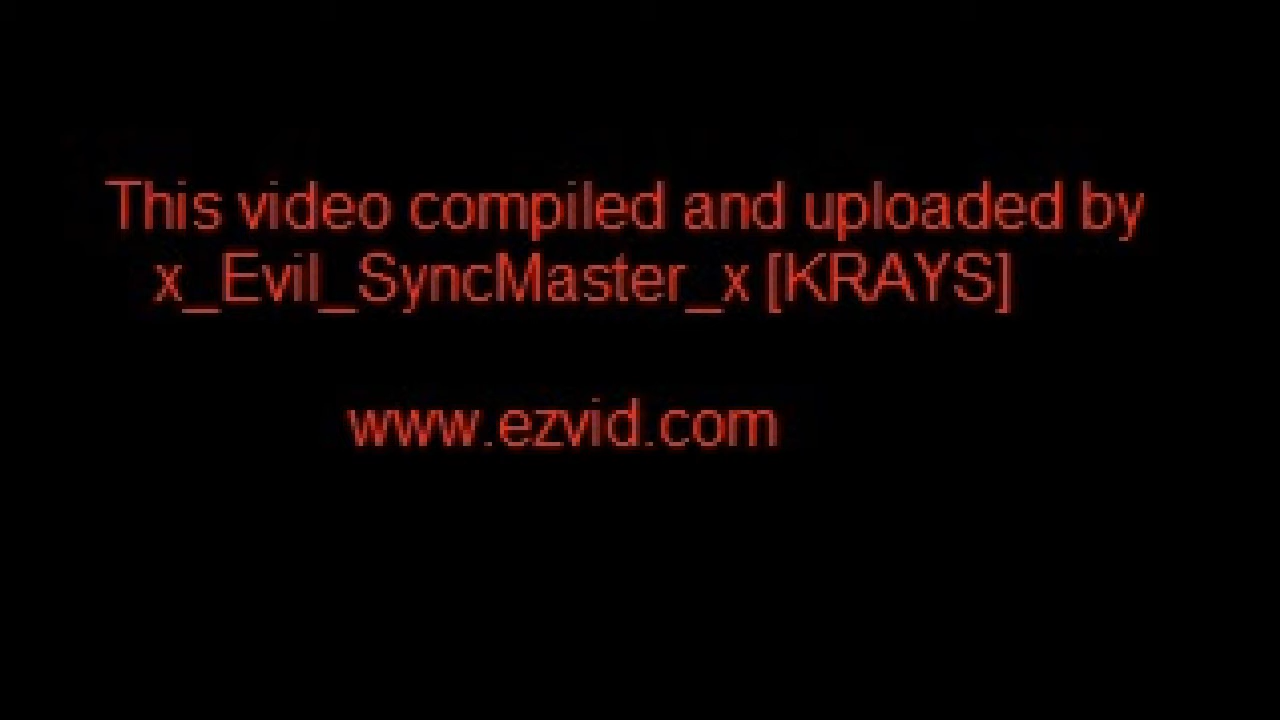 This video compiled and uploaded by
x_Evil_SyncMaster_x [KRAYS]
www.ezvid.com